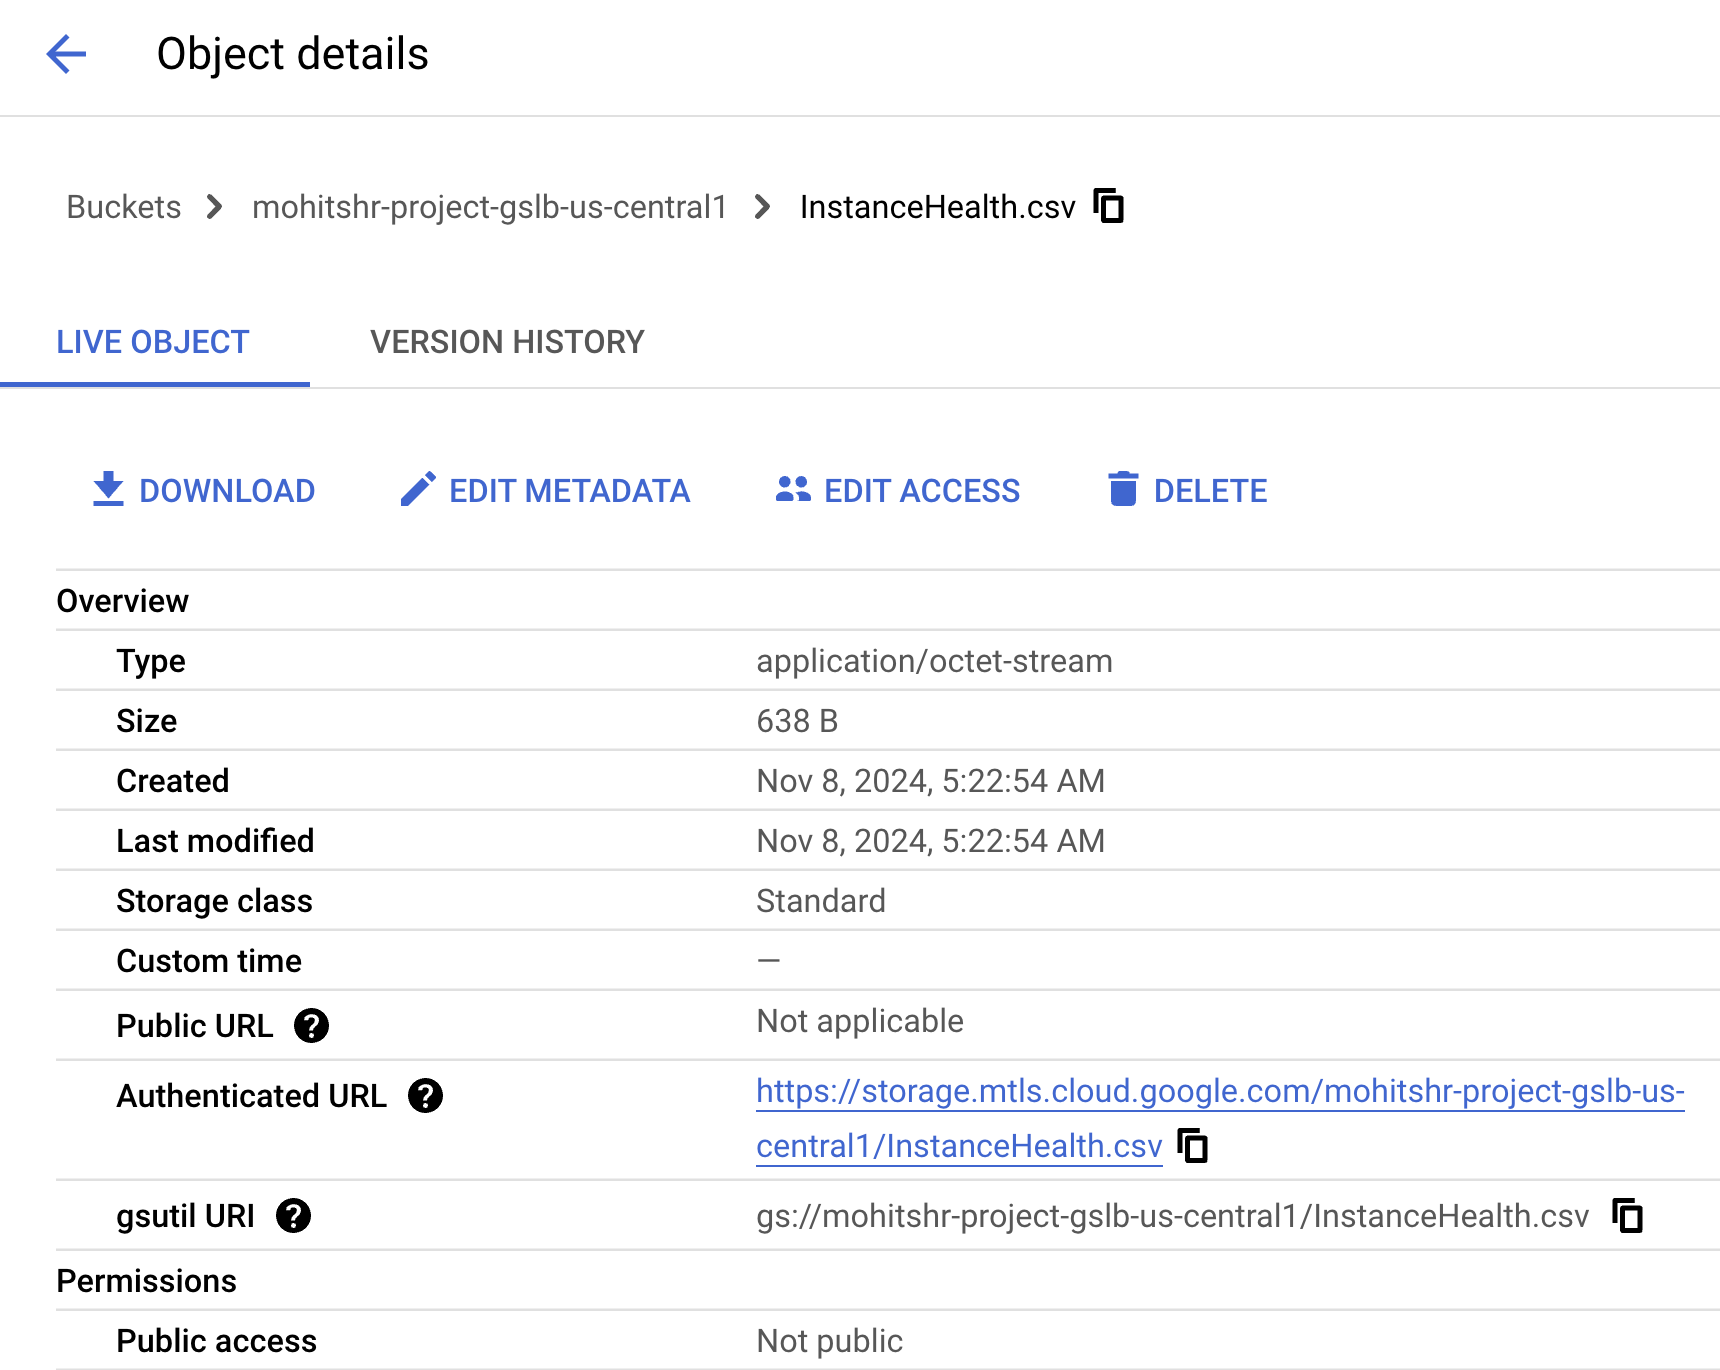 Object details
Buckets > mohitshr-project-gslb-us-central1 > InstanceHealth.csv
LIVE OBJECT VERSION HISTORY
DOWNLOAD EDIT METADATA EDIT ACCESS DELETE
Overview
Type application/octet-stream
Size 638 B
Created Nov 8, 2024, 5:22:54 AM
Last modified Nov 8, 2024, 5:22:54 AM
Storage class Standard
Custom time —
Public URL ? Not applicable
Authenticated URL ? https://storage.mtls.cloud.google.com/mohitshr-project-gslb-us-
central1/InstanceHealth.csv
gsutil URI ? gs://mohitshr-project-gslb-us-central1/InstanceHealth.csv
Permissions
Public access Not public